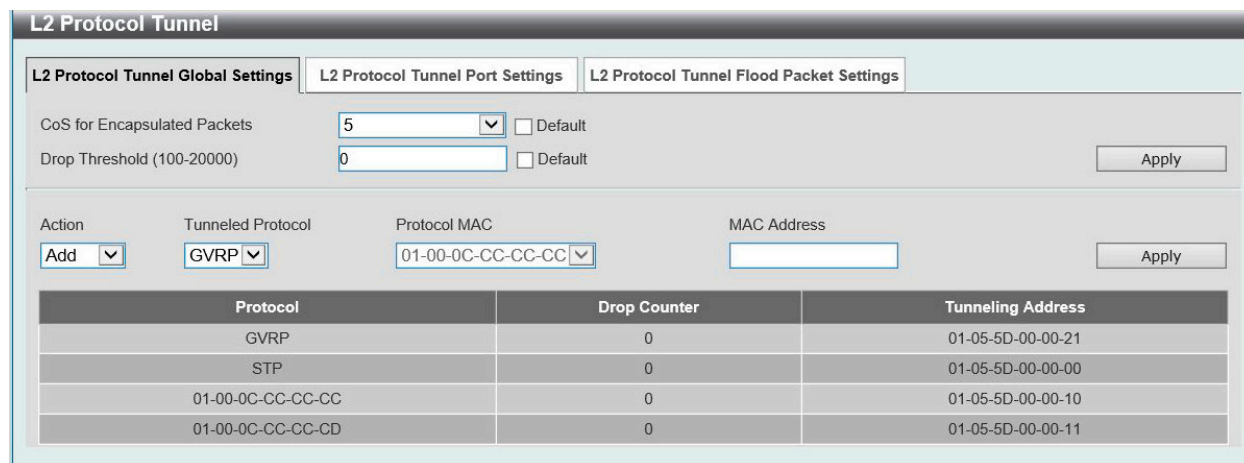 L2 Protocol Tunnel
L2 Protocol Tunnel Global Settings L2 Protocol Tunnel Port Settings L2 Protocol Tunnel Flood Packet Settings
CoS for Encapsulated Packets 5 Default
Drop Threshold (100-20000) 0 Default Apply
Action Tunneled Protocol Protocol MAC MAC Address
Add GVRP 01-00-0C-CC-CC-CC Apply
Protocol Drop Counter Tunneling Address
GVRP 0 01-05-5D-00-00-21
STP 0 01-05-5D-00-00-00
01-00-0C-CC-CC-CC 0 01-05-5D-00-00-10
01-00-0C-CC-CC-CD 0 01-05-5D-00-00-11